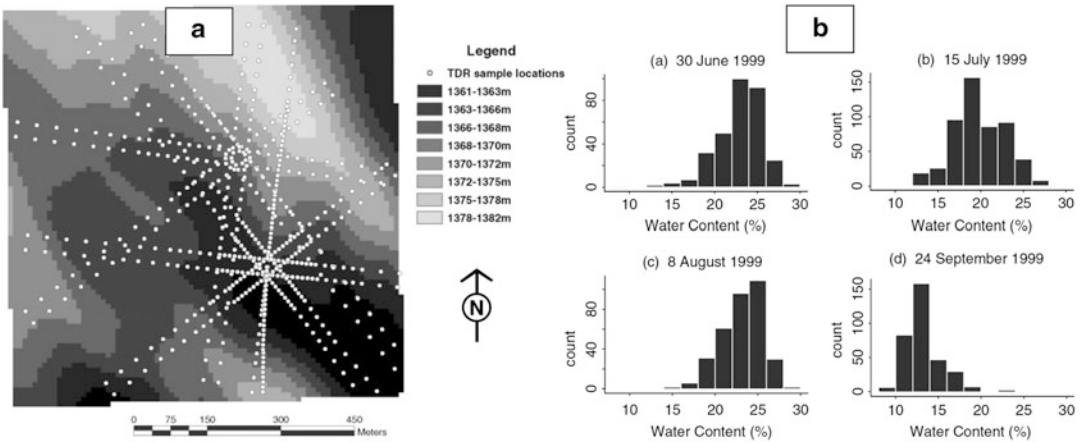 a
Legend
TDR sample locations
1361-1363m
1363-1366m
1366-1368m
1368-1370m
1370-1372m
1372-1375m
1375-1378m
1378-1382m
N
0 75 150 300 450
Meters
b
(a) 30 June 1999
count
0 40 80
10 15 20 25 30
Water Content (%)
(b) 15 July 1999
count
0 50 100 150
10 15 20 25 30
Water Content (%)
(c) 8 August 1999
count
0 40 80
10 15 20 25 30
Water Content (%)
(d) 24 September 1999
count
0 50 100 150
10 15 20 25 30
Water Content (%)